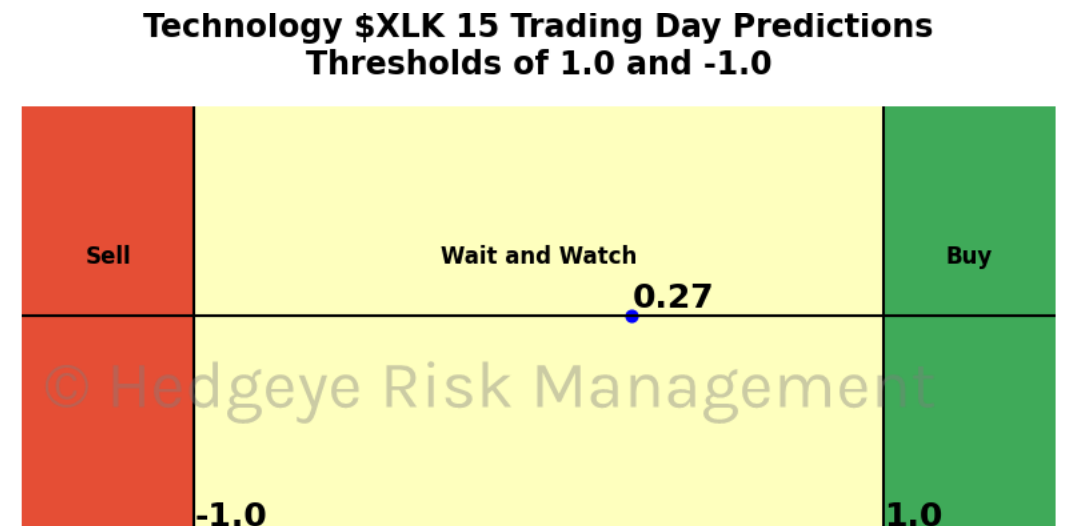 Technology $XLK 15 Trading Day Predictions
Thresholds of 1.0 and -1.0
Sell
Wait and Watch
Buy
0.27
© Hedgeye Risk Management
-1.0
1.0